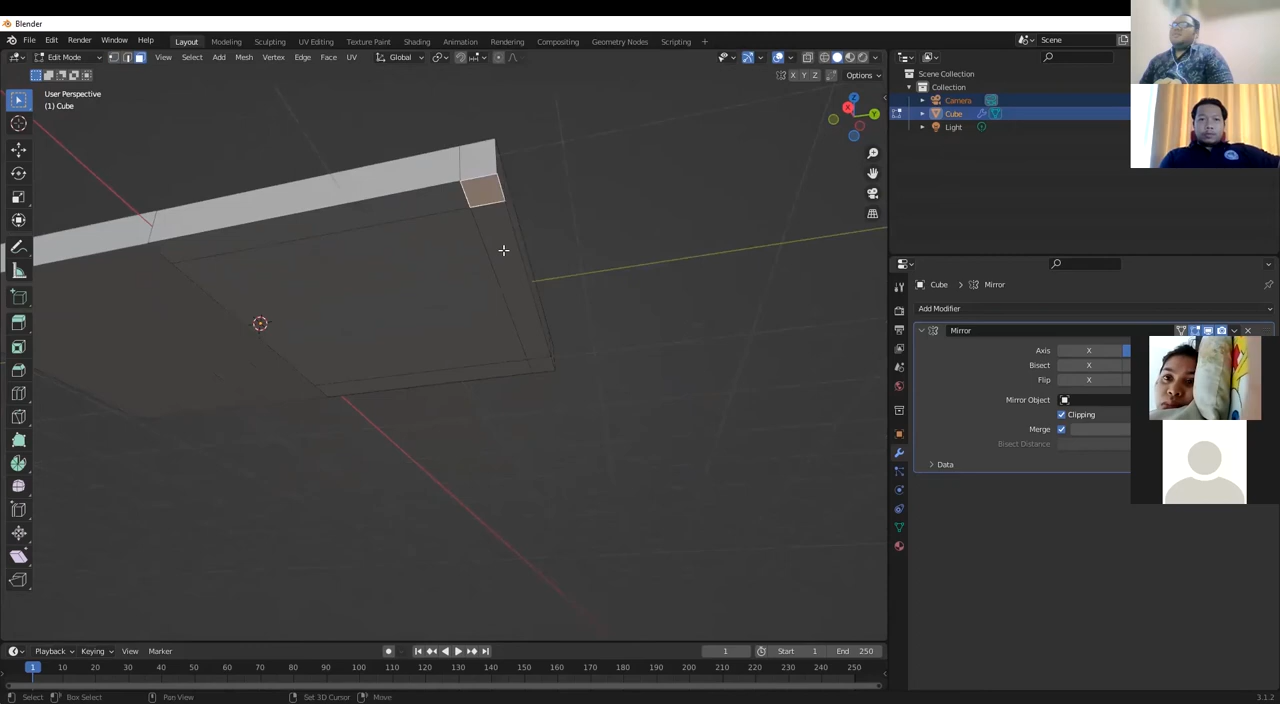 Blender
File Edit Render Window Help Layout Modeling Sculpting UV Editing Texture Paint Shading Animation Rendering Compositing Geometry Nodes Scripting + Scene
Edit Mode View Select Add Mesh Vertex Edge Face UV Global
X Y Z Options
User Perspective
(1) Cube
Z
X
Y
Scene Collection
Collection
Camera
Cube
Light
Cube > Mirror
Add Modifier
Mirror
Axis X
Bisect X
Flip X
Mirror Object
Clipping
Merge
Bisect Distance
Data
Playback Keying View Marker 1 Start 1 End 250
1 10 20 30 40 50 60 70 80 90 100 110 120 130 140 150 160 170 180 190 200 210 220 230 240 250
Select Box Select Pan View Set 3D Cursor Move 3.1.2